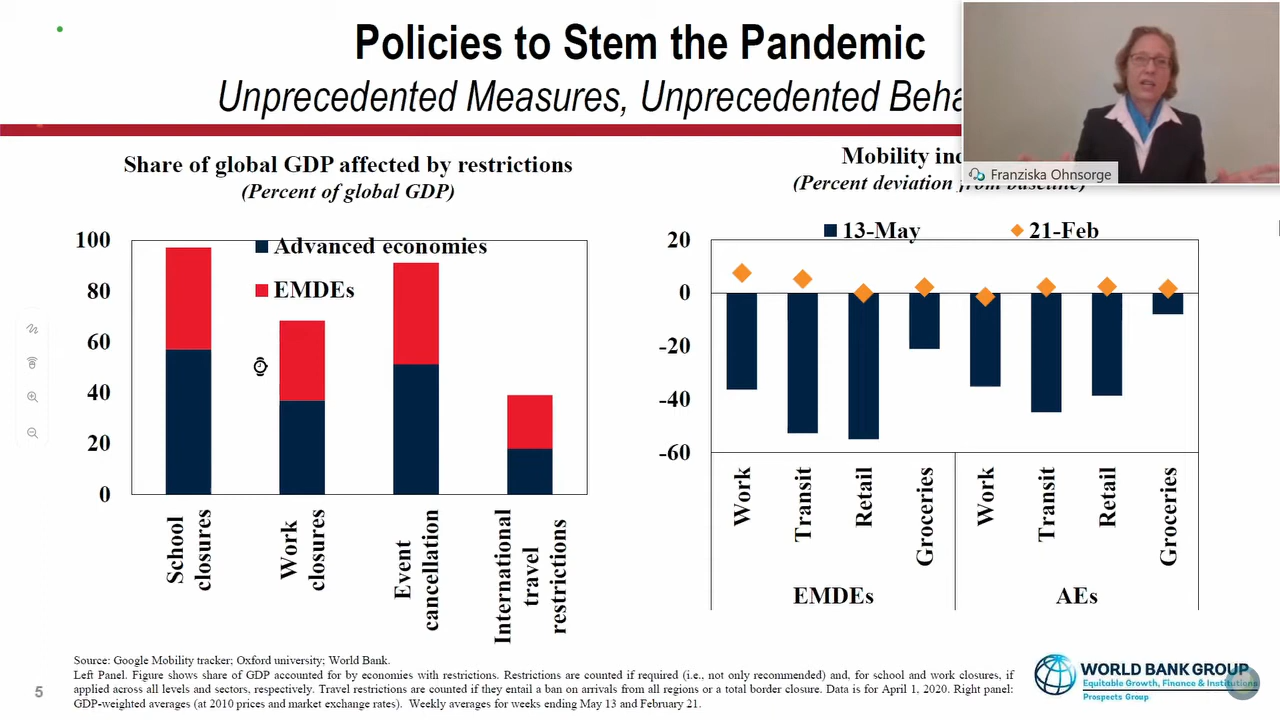 Policies to Stem the Pandemic
Unprecedented Measures, Unprecedented
Franziska Ohnsorge
Share of global GDP affected by restrictions
(Percent of global GDP)
100
80
60
40
20
0
Advanced economies
EMDEs
School
closures
Work
closures
Event
cancellation
International
travel
restrictions
Mobility
(Percent deviation from baseline)
13-May
21-Feb
20
0
-20
-40
-60
Work
Transit
Retail
Groceries
Work
Transit
Retail
Groceries
EMDEs
AEs
Source: Google Mobility tracker; Oxford university; World Bank.
Left Panel. Figure shows share of GDP accounted for by economies with restrictions. Restrictions are counted if required (i.e., not only recommended) and, for school and work closures, if
applied across all levels and sectors, respectively. Travel restrictions are counted if they entail a ban on arrivals from all regions or a total border closure. Data is for April 1, 2020. Right panel:
GDP-weighted averages (at 2010 prices and market exchange rates). Weekly averages for weeks ending May 13 and February 21.
5
WORLD BANK GROUP
Equitable Growth, Finance & Institutions
Prospects Group